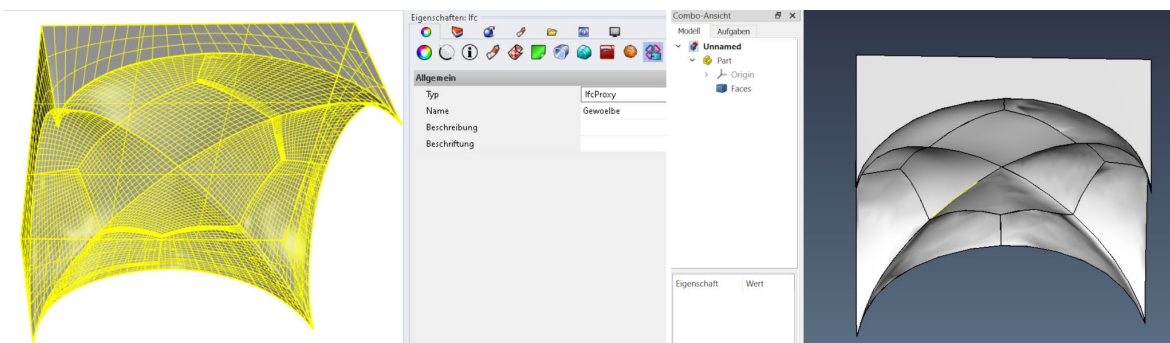 Eigenschaften: Ifc
Allgemein
Typ
IfcProxy
Name
Gewoelbe
Beschreibung
Beschriftung
Combo-Ansicht
Modell
Aufgaben
Unnamed
Part
Origin
Faces
Eigenschaft
Wert